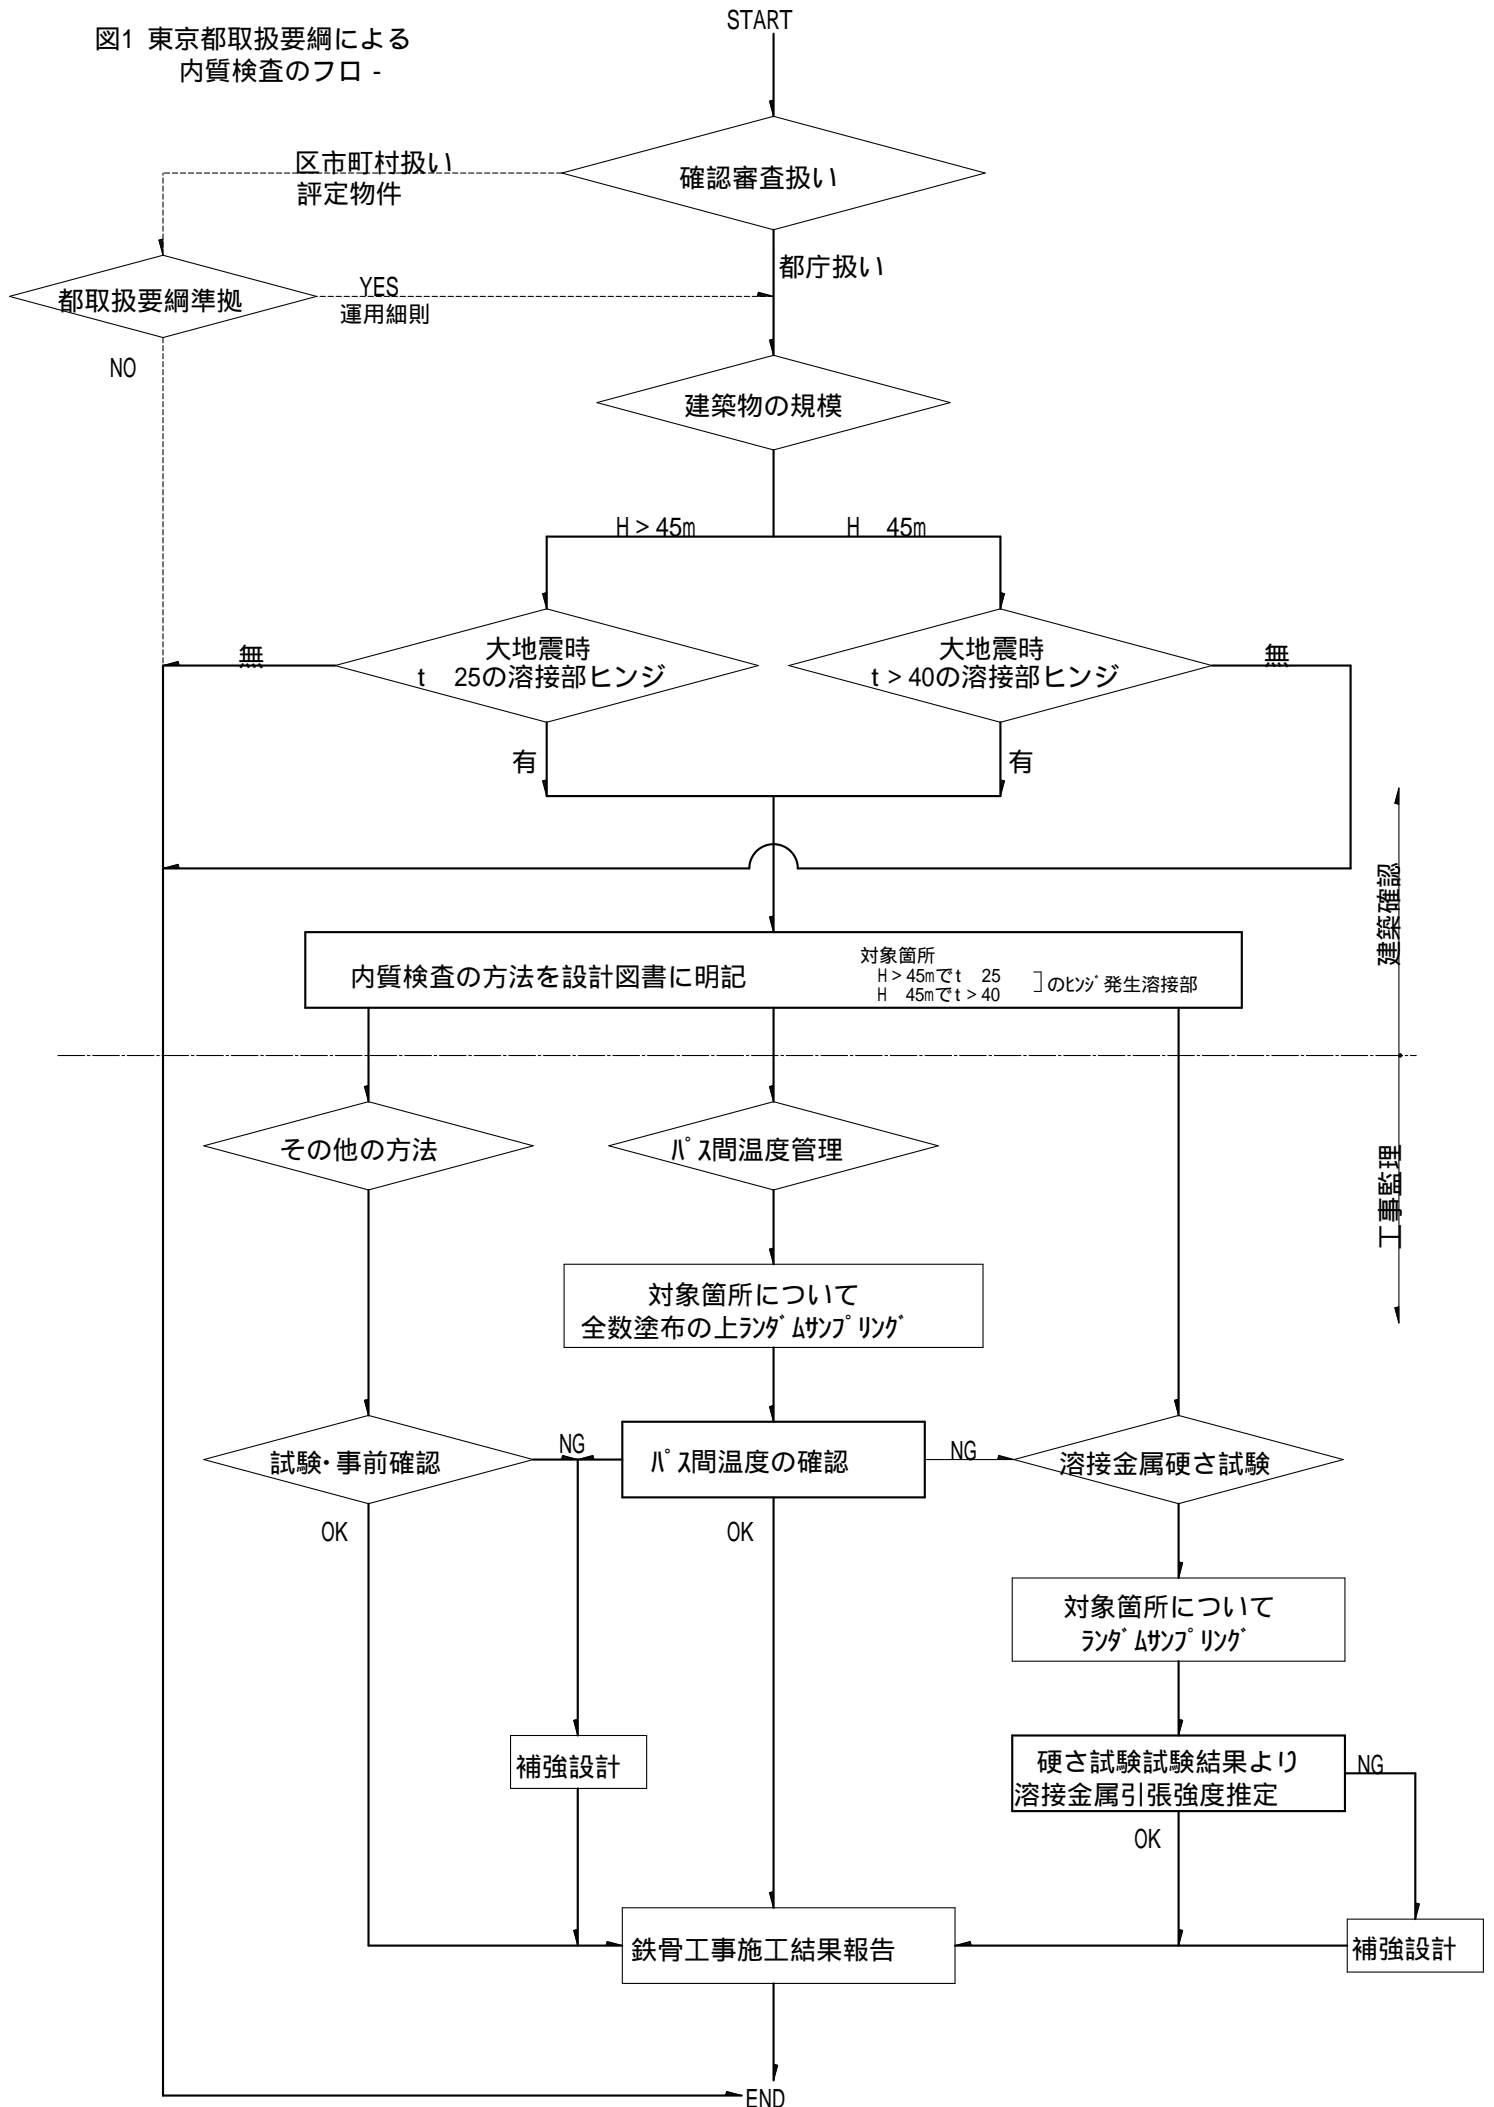 START
図1 東京都取扱要綱による
内質検査のフロ-
区市町村扱い
評定物件
確認審査扱い
都庁扱い
都取扱要綱準拠
YES
運用細則
NO
建築物の規模
H>45m
H 45m
大地震時
t 25の溶接部ヒンジ
無
有
大地震時
t>40の溶接部ヒンジ
無
有
建築確認
内質検査の方法を設計図書に明記
対象箇所
H>45mでt 25
H 45mでt>40
]のヒンジ発生溶接部
工事監理
その他の方法
パス間温度管理
対象箇所について
全数塗布の上ランダムサンプリング
試験・事前確認
NG
パス間温度の確認
NG
溶接金属硬さ試験
OK
OK
対象箇所について
ランダムサンプリング
補強設計
硬さ試験試験結果より
溶接金属引張強度推定
NG
OK
鉄骨工事施工結果報告
補強設計
END